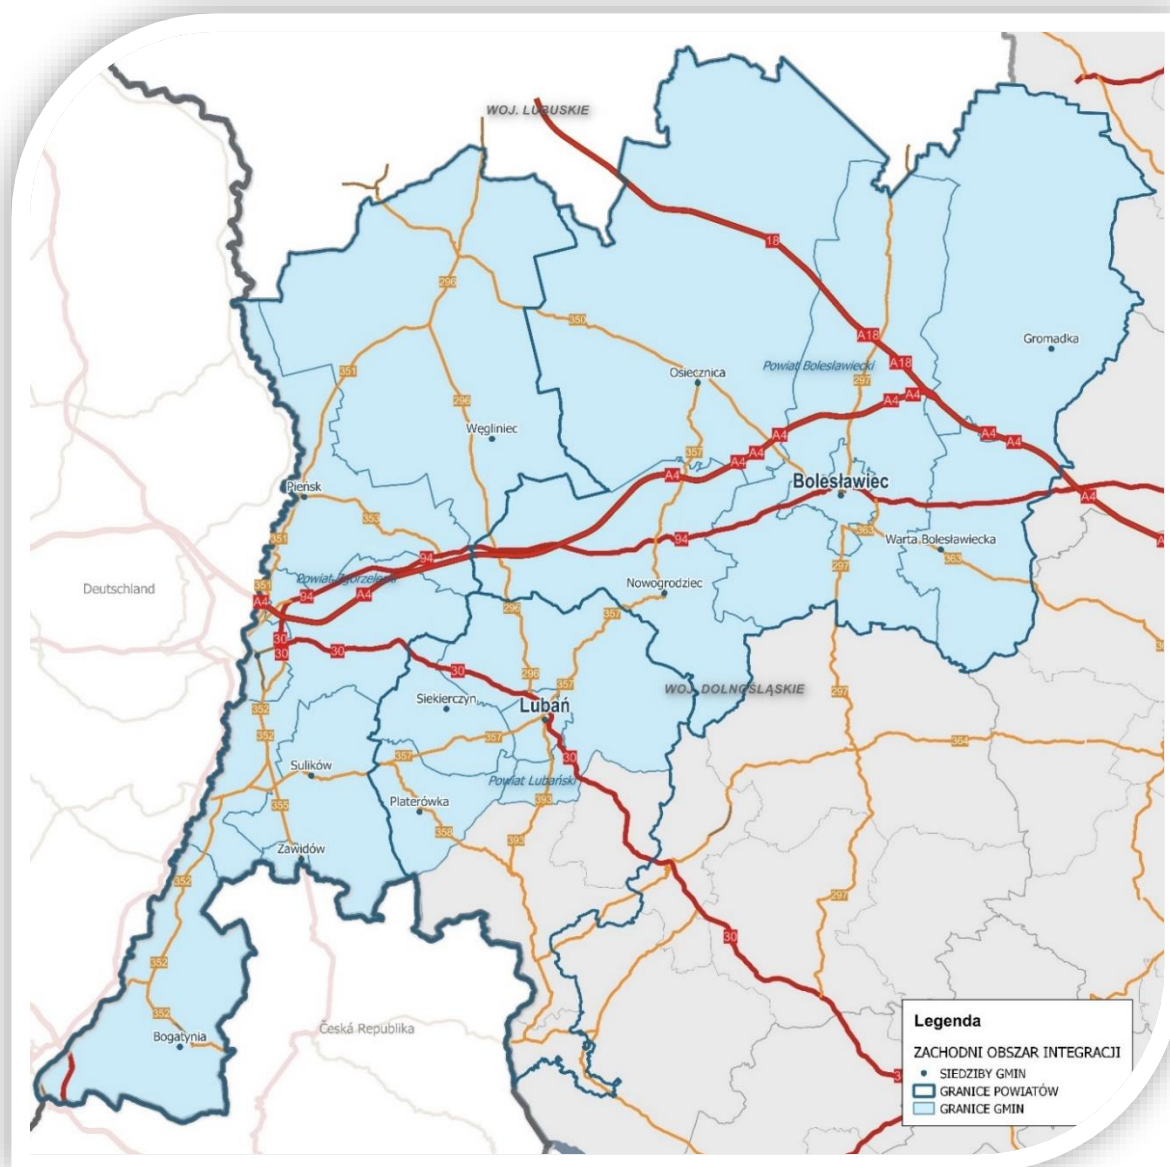 WOJ. LUBUSKIE
18
290
350
A18
Gromadka
A18
Powiat Bolesławiecki
351
Osiecznica
297
A4
A4
296
Węgliniec
A4
A4
A4
357
A4
A4
A4
Bolesławiec
Pieńsk
A4
353
351
94
94
363
Warta Bolesławiecka
363
297
Deutschland
351
Powiat Zgorzelecki
Nowogrodziec
A4
94
A4
296
357
30
30
30
30
296
357
WOJ. DOLNOŚLĄSKIE
297
Siekierczyn
Lubań
352
352
357
357
364
30
Sulików
Powiat Lubański
355
Platerówka
393
358
393
Zawidów
352
297
30
352
352
Bogatynia
Česká Republika
Legenda
ZACHODNI OBSZAR INTEGRACJI
SIEDZIBY GMIN
GRANICE POWIATÓW
GRANICE GMIN